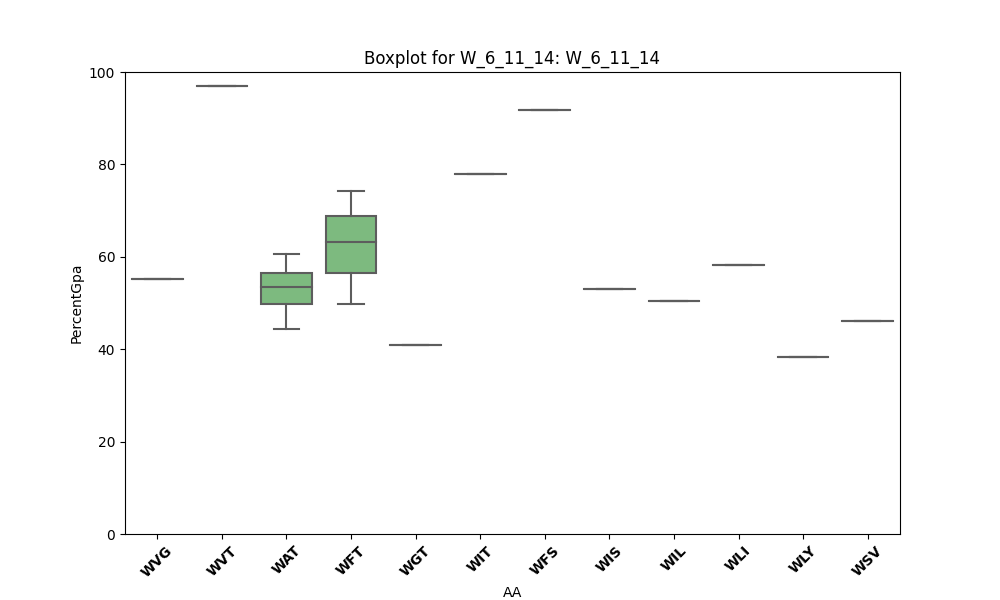 Boxplot for W_6_11_14: W_6_11_14
PercentGpa
100
80
60
40
20
0
WVG WVT WAT WFT WGT WIT WFS WIS WIL WLI WLY WSV
AA